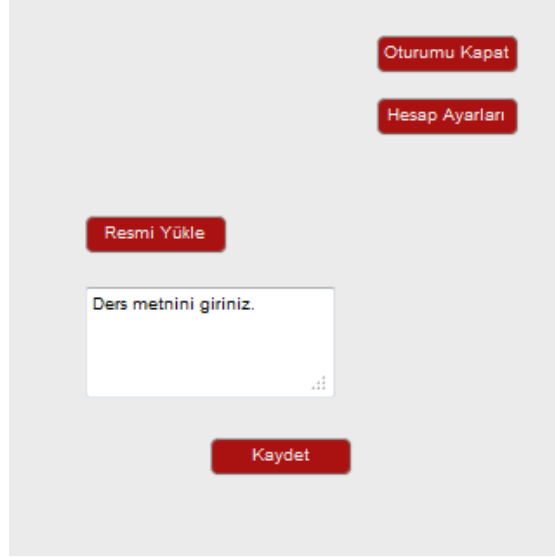 Oturumu Kapat
Hesap Ayarları
Resmi Yükle
Ders metnini giriniz.
Kaydet